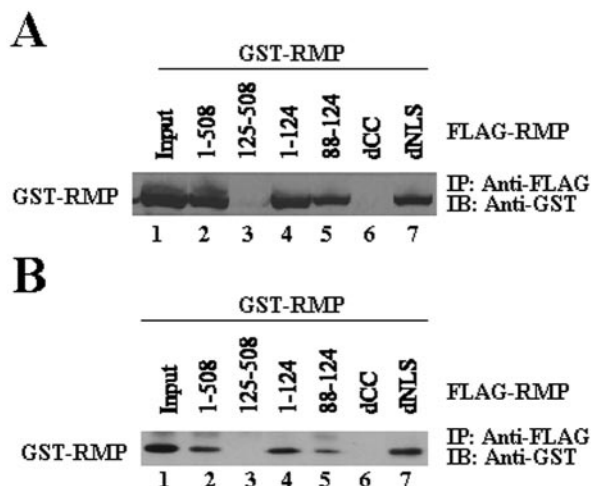 A
GST-RMP
Input 1-508 125-508 1-124 88-124 dCC dNLS
FLAG-RMP
GST-RMP
IP: Anti-FLAG
IB: Anti-GST
1 2 3 4 5 6 7
B
GST-RMP
Input 1-508 125-508 1-124 88-124 dCC dNLS
FLAG-RMP
GST-RMP
IP: Anti-FLAG
IB: Anti-GST
1 2 3 4 5 6 7